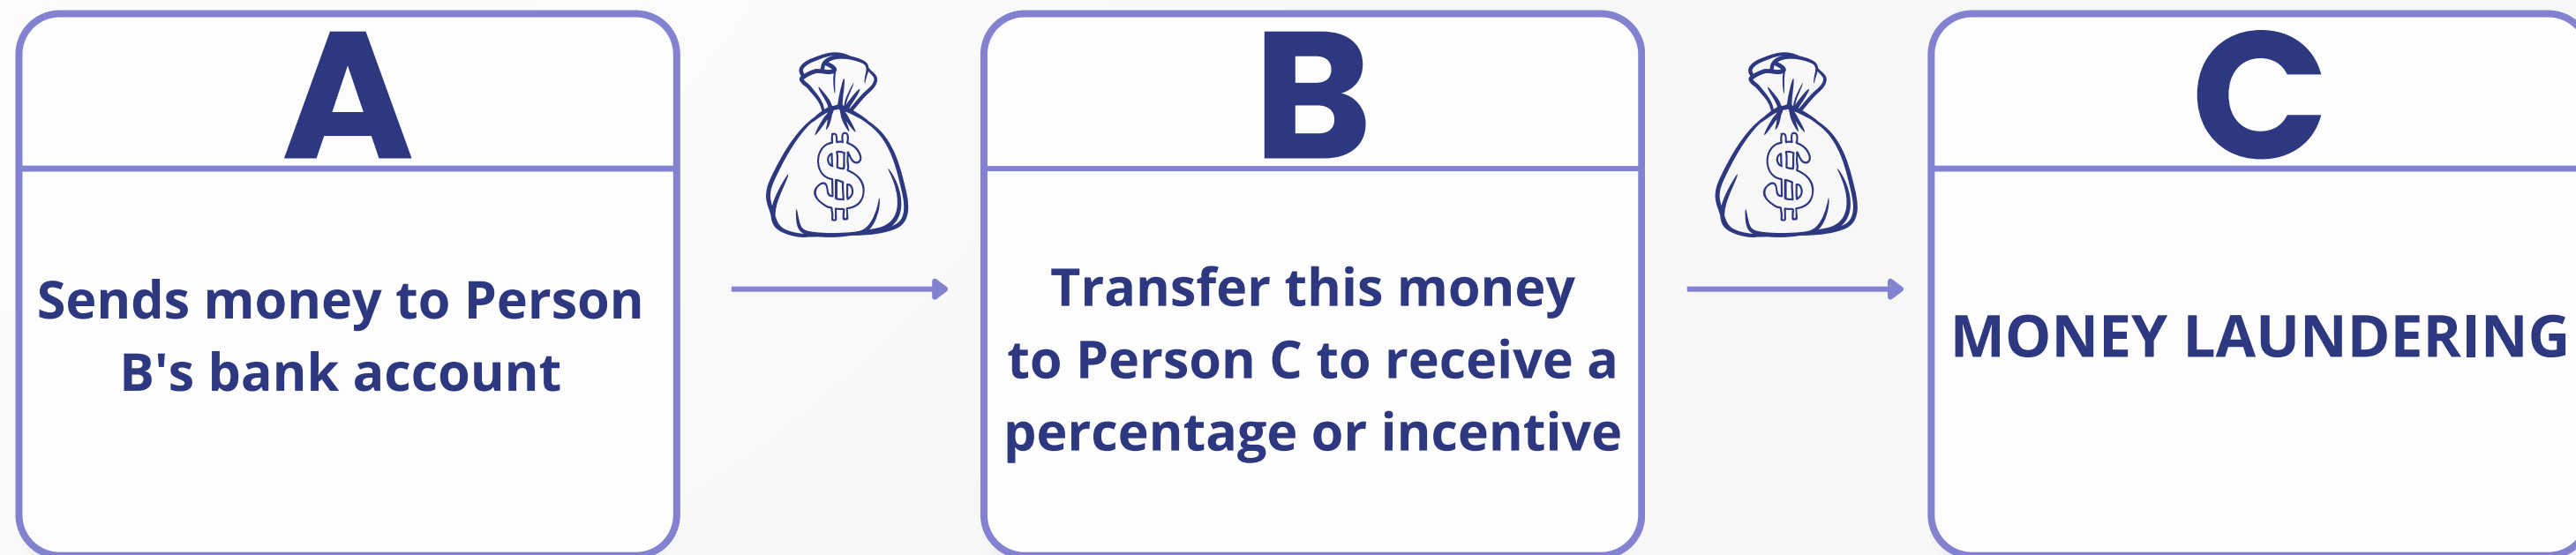 A
Sends money to Person
B's bank account
$
B
Transfer this money
to Person C to receive a
percentage or incentive
$
C
MONEY LAUNDERING